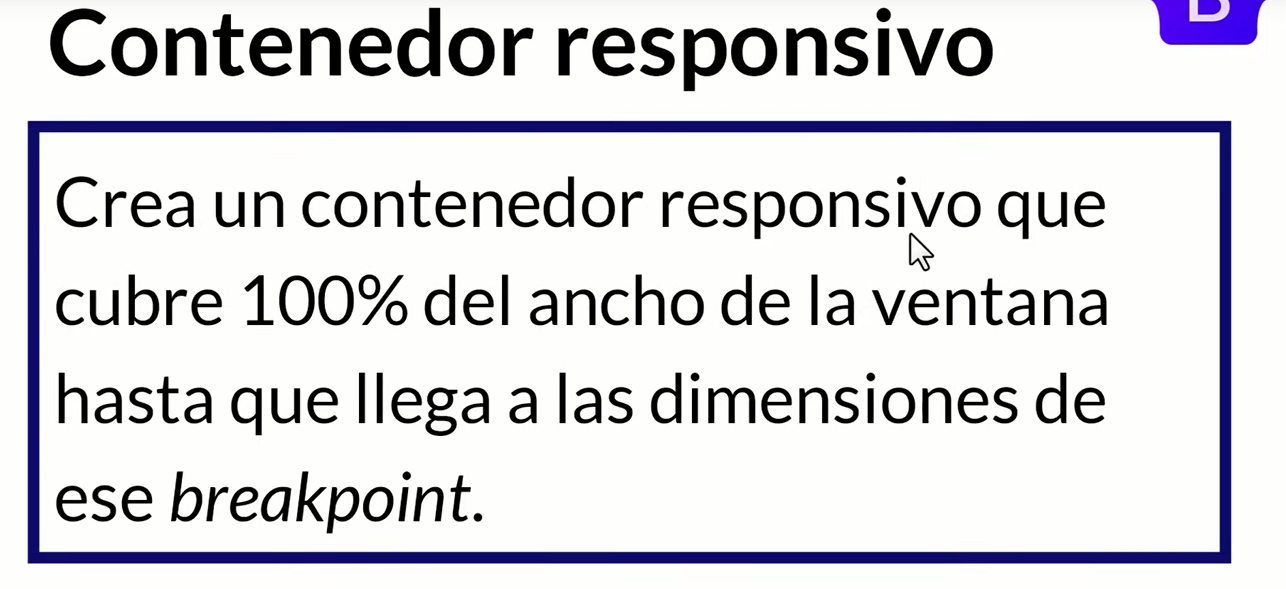 Contenedor responsivo
B
Crea un contenedor responsivo que
cubre 100% del ancho de la ventana
hasta que llega a las dimensiones de
ese breakpoint.